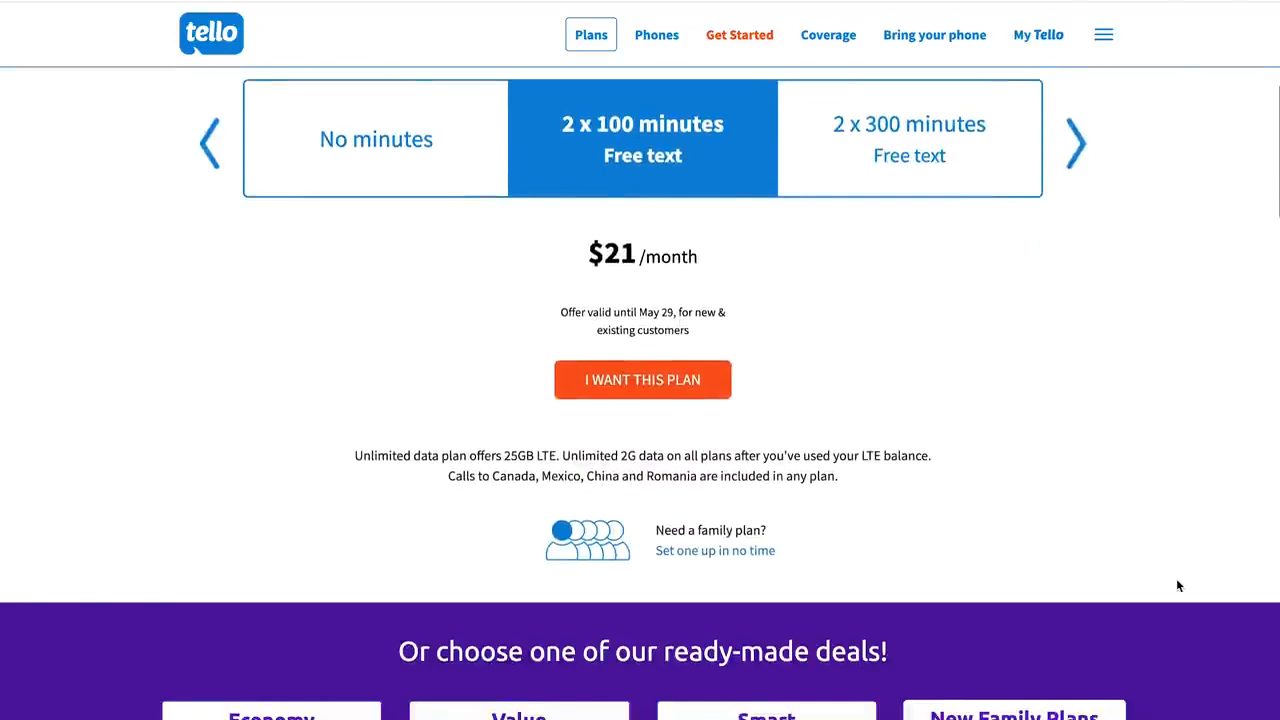 tello
Plans
Phones
Get Started
Coverage
Bring your phone
My Tello
No minutes
2 x 100 minutes
Free text
2 x 300 minutes
Free text
$21 /month
Offer valid until May 29, for new &
existing customers
I WANT THIS PLAN
Unlimited data plan offers 25GB LTE. Unlimited 2G data on all plans after you've used your LTE balance.
Calls to Canada, Mexico, China and Romania are included in any plan.
Need a family plan?
Set one up in no time
Or choose one of our ready-made deals!
Economy
Value
Smart
New Family Plans